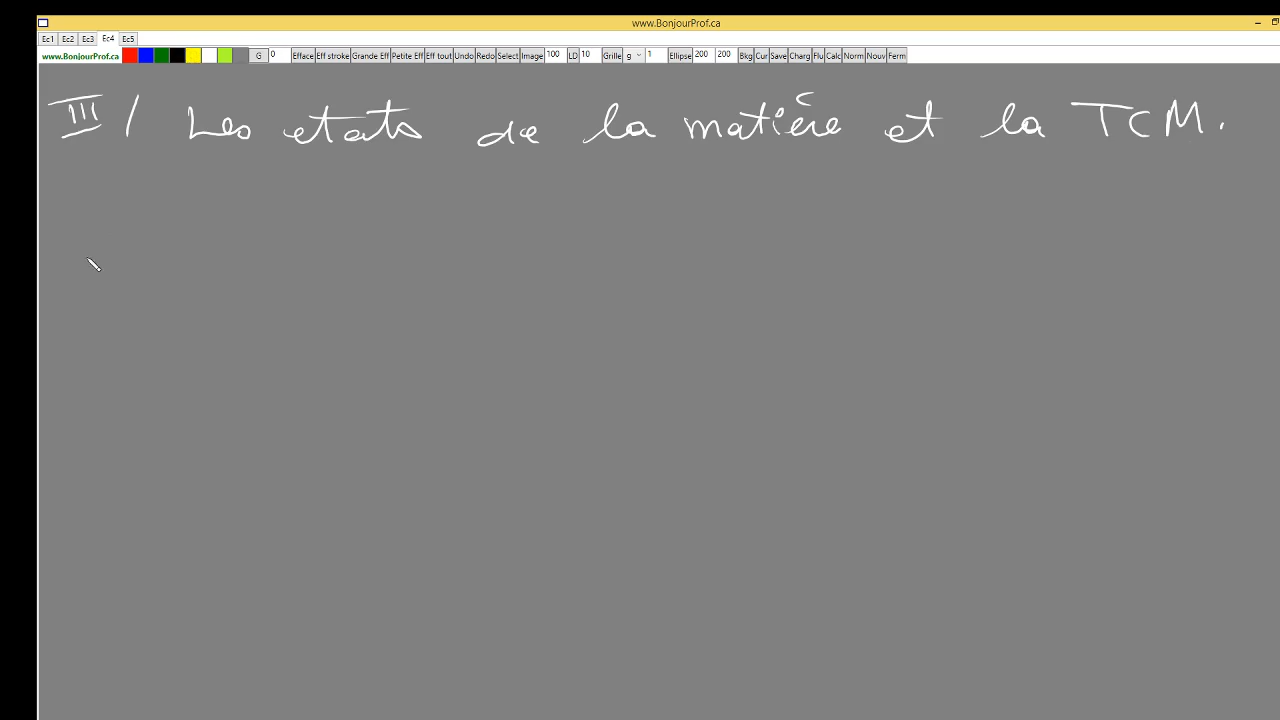 www.BonjourProf.ca
Ec1 Ec2 Ec3 Ec4 Ec5
www.BonjourProf.ca G 0 Efface Eff stroke Grande Eff Petite Eff Eff tout Undo Redo Select Image 100 LD 10 Grille g 1 Ellipse 200 200 Bkg Cur Save Charg Flu Calc Norm Nouv Ferm
III / Les etats de la matière et la TCM.